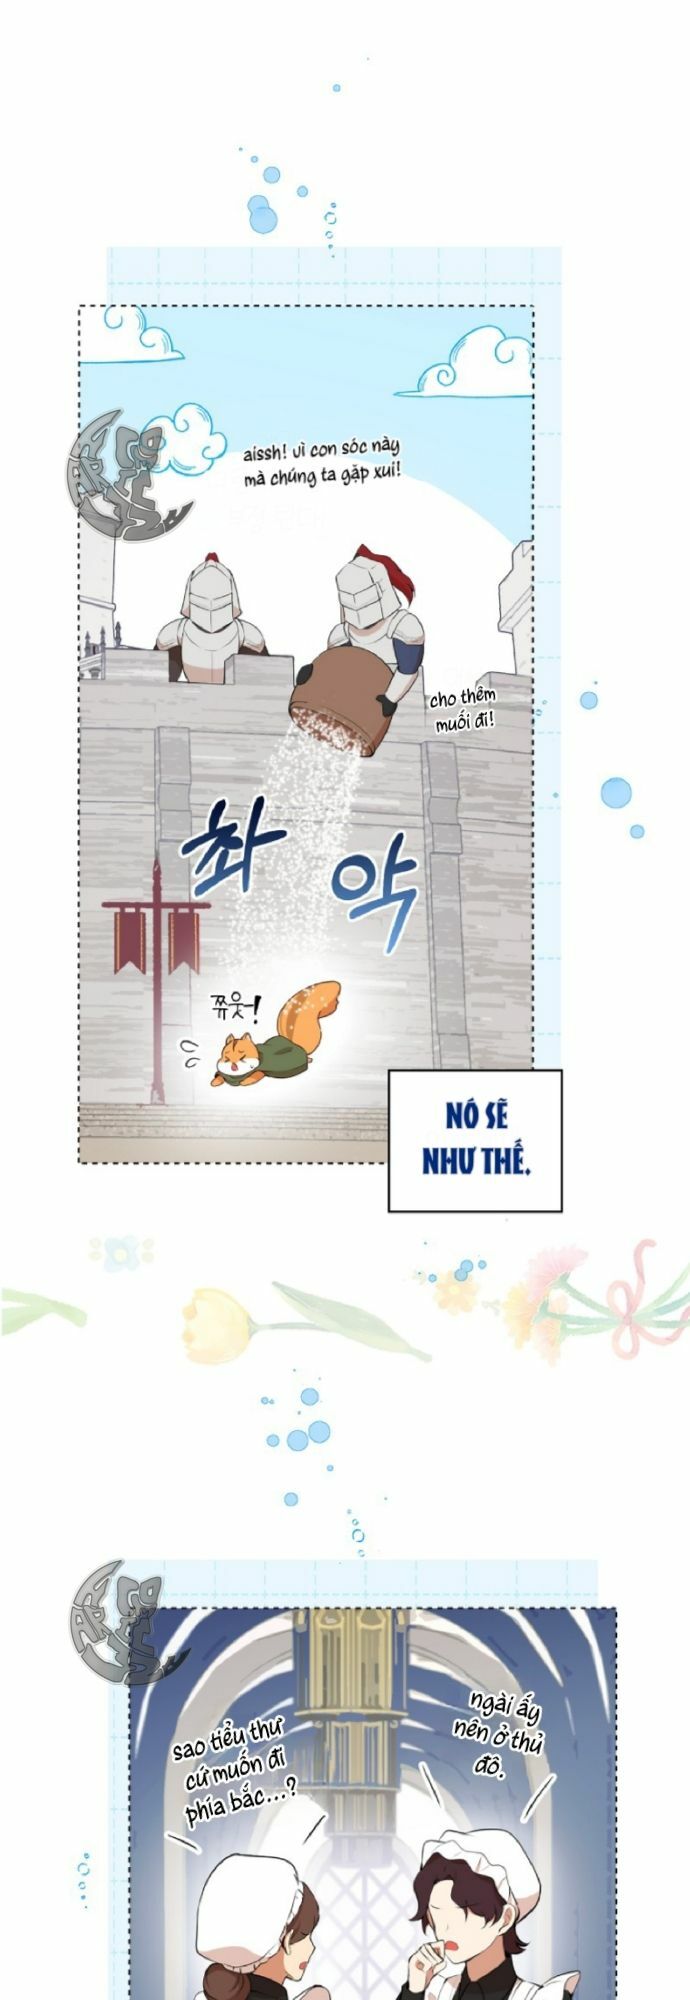 aissh! vì con sóc này
mà chúng ta gặp xui!
cho thêm
muối đi!
촤
악
쮸웃-!
NÓ SẼ
NHƯ THẾ.
ngài ấy
nên ở thủ
đô.
sao tiểu thư
cứ muốn đi
phía bắc...?